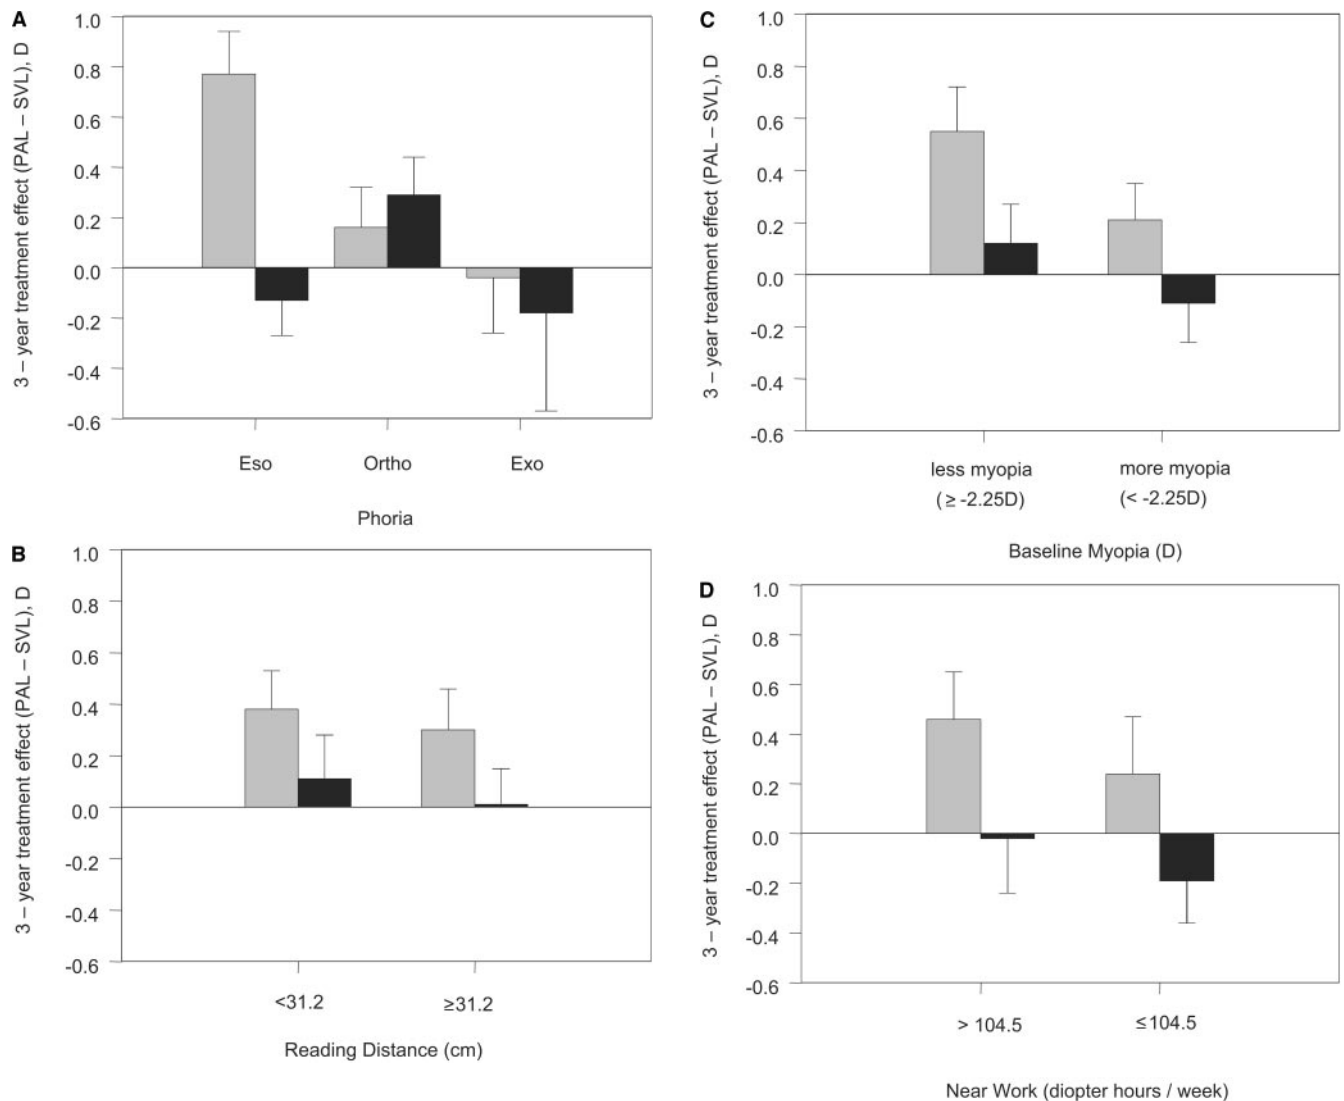 A
3 – year treatment effect (PAL – SVL), D
1.0
0.8
0.6
0.4
0.2
0.0
-0.2
-0.4
-0.6
Eso Ortho Exo
Phoria
B
3 – year treatment effect (PAL – SVL), D
1.0
0.8
0.6
0.4
0.2
0.0
-0.2
-0.4
-0.6
<31.2 ≥31.2
Reading Distance (cm)
C
3 – year treatment effect (PAL – SVL), D
1.0
0.8
0.6
0.4
0.2
0.0
-0.2
-0.4
-0.6
less myopia more myopia
( ≥ -2.25D) (< -2.25D)
Baseline Myopia (D)
D
3 – year treatment effect (PAL – SVL), D
1.0
0.8
0.6
0.4
0.2
0.0
-0.2
-0.4
-0.6
> 104.5 ≤ 104.5
Near Work (diopter hours / week)